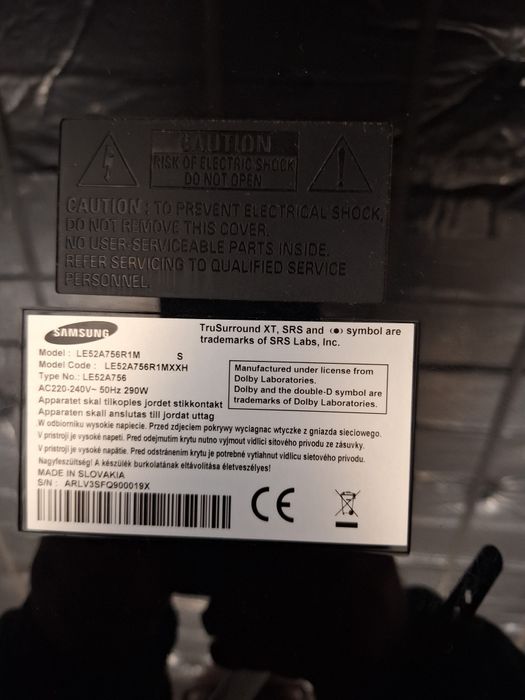 CAUTION
RISK OF ELECTRIC SHOCK
DO NOT OPEN
CAUTION : TO PREVENT ELECTRICAL SHOCK,
DO NOT REMOVE THIS COVER.
NO USER-SERVICEABLE PARTS INSIDE.
REFER SERVICING TO QUALIFIED SERVICE
PERSONNEL.
SAMSUNG
TruSurround XT, SRS and (●) symbol are
trademarks of SRS Labs, Inc.
Model : LE52A756R1M S
Model Code : LE52A756R1MXXH
Type No.: LE52A756
AC220-240V~ 50Hz 290W
Manufactured under license from
Dolby Laboratories.
Dolby and the double-D symbol are
trademarks of Dolby Laboratories.
Apparatet skal tilkoples jordet stikkontakt
Apparaten skall anslutas till jordat uttag
W odbiorniku wysokie napiecie. Przed zdjeciem pokrywy wyciagnac wtyczke z gniazda sieciowego.
V prístroji je vysoké napetí. Pred odejmutím krytu nutno vyjmout vidlici sítového prívodu ze zásuvky.
V prístroji je vysoké napätie. Pred odstránením krytu je potrebné vytiahnut vidlicu sietového prívodu.
Nagyfeszültség! A készülék burkolatának eltávolítása életveszélyes!
MADE IN SLOVAKIA
S/N : ARLV3SFQ900019X
CE